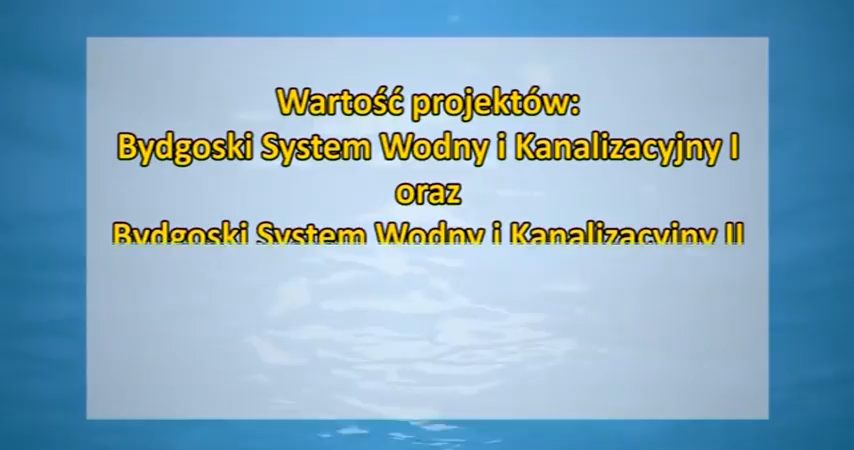 Wartość projektów:
Bydgoski System Wodny i Kanalizacyjny I
oraz
Bydgoski System Wodny i Kanalizacyjny II